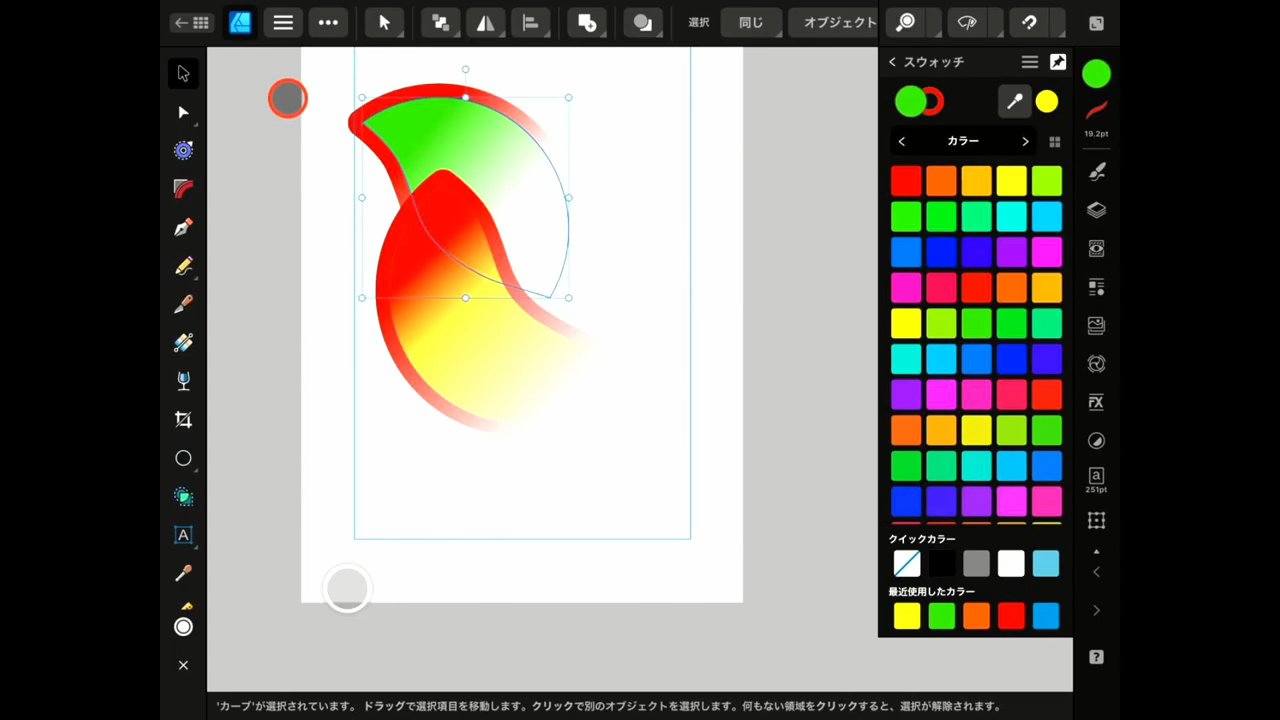 選択
同じ
オブジェクト
スウォッチ
カラー
19.2pt
FX
a
251pt
A
クイックカラー
最近使用したカラー
?
'カーブ'が選択されています。 ドラッグで選択項目を移動します。クリックで別のオブジェクトを選択します。何もない領域をクリックすると、選択が解除されます。